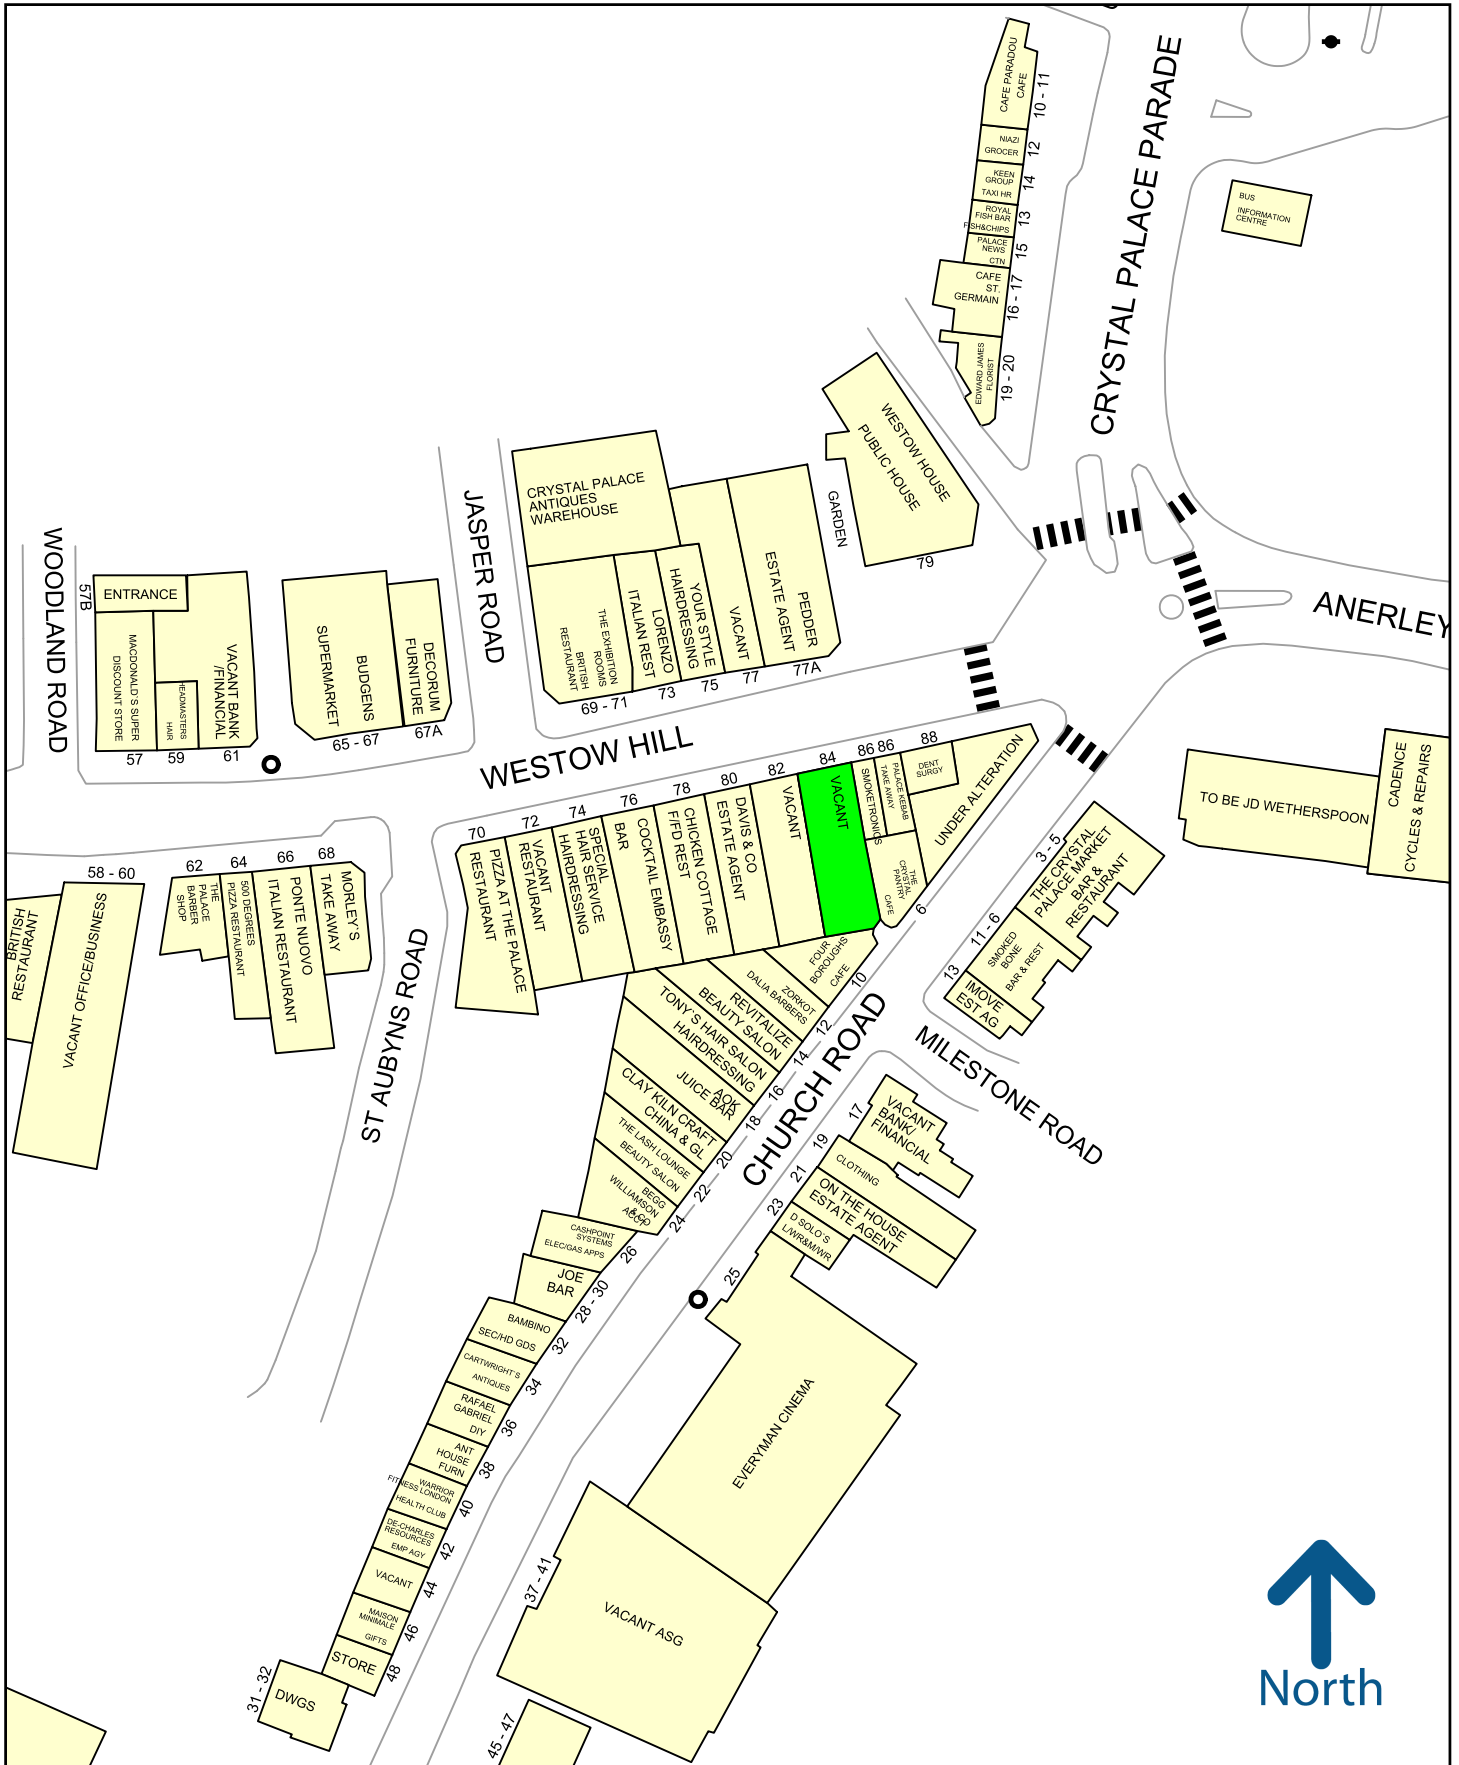 CAFE PARADOU
CAFE
10 - 11
NIAZI
GROCER
12
KEEN
GROUP
TAXI HR
14
ROYAL
FISH BAR
FISH&CHIPS
13
PALACE
NEWS
CTN
15
CAFE
ST.
GERMAIN
16 - 17
EDWARD JAMES
FLORIST
19 - 20
CRYSTAL PALACE PARADE
BUS
INFORMATION
CENTRE
WESTOW HOUSE
PUBLIC HOUSE
79
GARDEN
ANERLEY
CRYSTAL PALACE
ANTIQUES
WAREHOUSE
THE EXHIBITION
ROOMS
BRITISH
RESTAURANT
69 - 71
LORENZO
ITALIAN REST
73
YOUR STYLE
HAIRDRESSING
75
VACANT
77
PEDDER
ESTATE AGENT
77A
JASPER ROAD
WOODLAND ROAD
57B
ENTRANCE
MACDONALD`S SUPER
DISCOUNT STORE
57
HEADMASTERS
HAIR
59
VACANT BANK
/FINANCIAL
61
BUDGENS
SUPERMARKET
65 - 67
DECORUM
FURNITURE
67A
WESTOW HILL
BRITISH
RESTAURANT
58 - 60
VACANT OFFICE/BUSINESS
62
THE
PALACE
BARBER
SHOP
64
500 DEGREES
PIZZA RESTAURANT
66
PONTE NUOVO
ITALIAN RESTAURANT
68
MORLEY'S
TAKE AWAY
ST AUBYNS ROAD
70
PIZZA AT THE PALACE
RESTAURANT
72
VACANT
RESTAURANT
74
SPECIAL
HAIR SERVICE
HAIRDRESSING
76
COCKTAIL EMBASSY
BAR
78
CHICKEN COTTAGE
F/FD REST
80
DAVIS & CO
ESTATE AGENT
82
VACANT
84
VACANT
86
SMOKETRONICS
86
PALACE KEBAB
TAKE AWAY
88
DENT
SURGY
UNDER ALTERATION
THE
CRYSTAL
PANTRY
CAFE
6
FOUR
BOROUGHS
CAFE
10
ZORKOT
DALIA BARBERS
12
REVITALIZE
BEAUTY SALON
14
TONY'S HAIR SALON
HAIRDRESSING
16
AOK
JUICE BAR
18
CLAY KILN CRAFT
CHINA & GL
20
THE LASH LOUNGE
BEAUTY SALON
22
BEGG
WILLIAMSON
& CO
ACCT
24
CASHPOINT
SYSTEMS
ELEC/GAS APPS
26
JOE
BAR
28 - 30
BAMBINO
SEC/HD GDS
32
CARTWRIGHT`S
ANTIQUES
34
RAFAEL
GABRIEL
DIY
36
ANT
HOUSE
FURN
38
WARRIOR
FITNESS LONDON
HEALTH CLUB
40
DE-CHARLES
RESOURCES
EMP AGY
42
VACANT
44
MAISON
MINIMALE
GIFTS
46
STORE
48
DWGS
31 - 32
CHURCH ROAD
TO BE JD WETHERSPOON
CADENCE
CYCLES & REPAIRS
3 - 5
THE CRYSTAL
PALACE MARKET
BAR &
RESTAURANT
11 - 6
SMOKED
BONE
BAR & REST
13
IMOVE
EST AG
MILESTONE ROAD
17
VACANT
BANK/
FINANCIAL
19
CLOTHING
21
ON THE HOUSE
ESTATE AGENT
23
D SOLO`S
L/WR&M/WR
25
EVERYMAN CINEMA
37 - 41
VACANT ASG
45 - 47
North